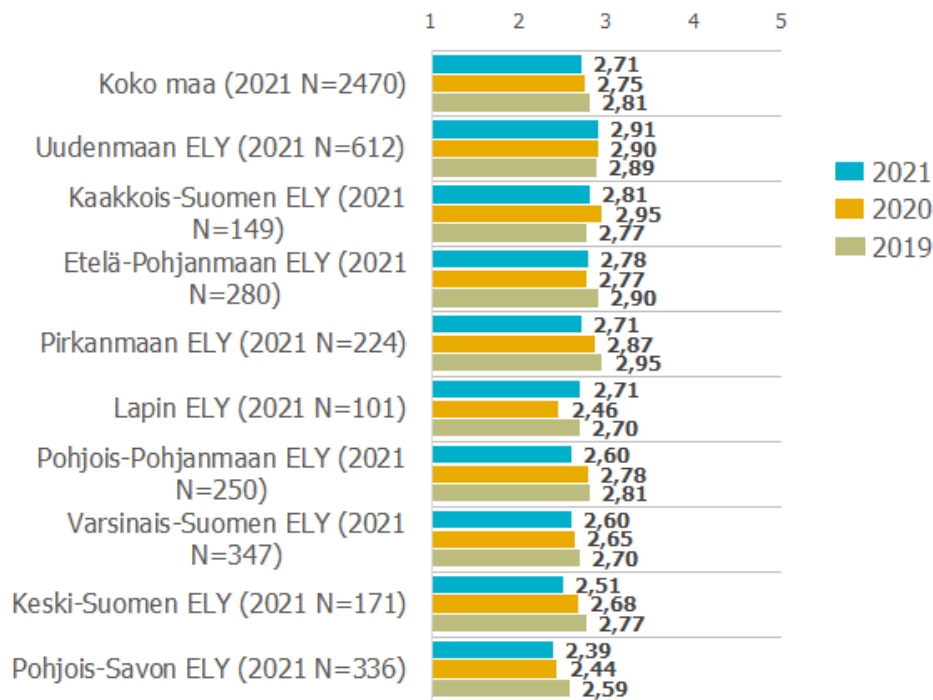 1 2 3 4 5
Koko maa (2021 N=2470)
2,71
2,75
2,81
Uudenmaan ELY (2021 N=612)
2,91
2,90
2,89
Kaakkois-Suomen ELY (2021
N=149)
2,81
2,95
2,77
Etelä-Pohjanmaan ELY (2021
N=280)
2,78
2,77
2,90
Pirkanmaan ELY (2021 N=224)
2,71
2,87
2,95
Lapin ELY (2021 N=101)
2,71
2,46
2,70
Pohjois-Pohjanmaan ELY (2021
N=250)
2,60
2,78
2,81
Varsinais-Suomen ELY (2021
N=347)
2,60
2,65
2,70
Keski-Suomen ELY (2021 N=171)
2,51
2,68
2,77
Pohjois-Savon ELY (2021 N=336)
2,39
2,44
2,59
2021
2020
2019